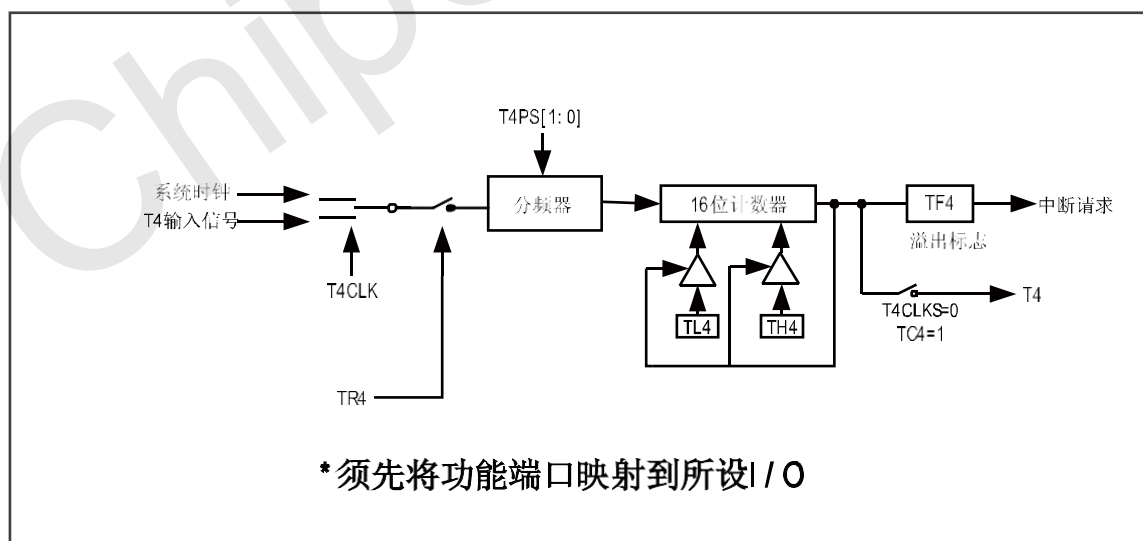 Chip
T4PS[1:0]
系统时钟
T4输入信号
分频器
16位计数器
TF4
中断请求
溢出标志
T4CLK
TL4
TH4
T4
T4CLKS=0
TC4=1
TR4
*须先将功能端口映射到所设I/O